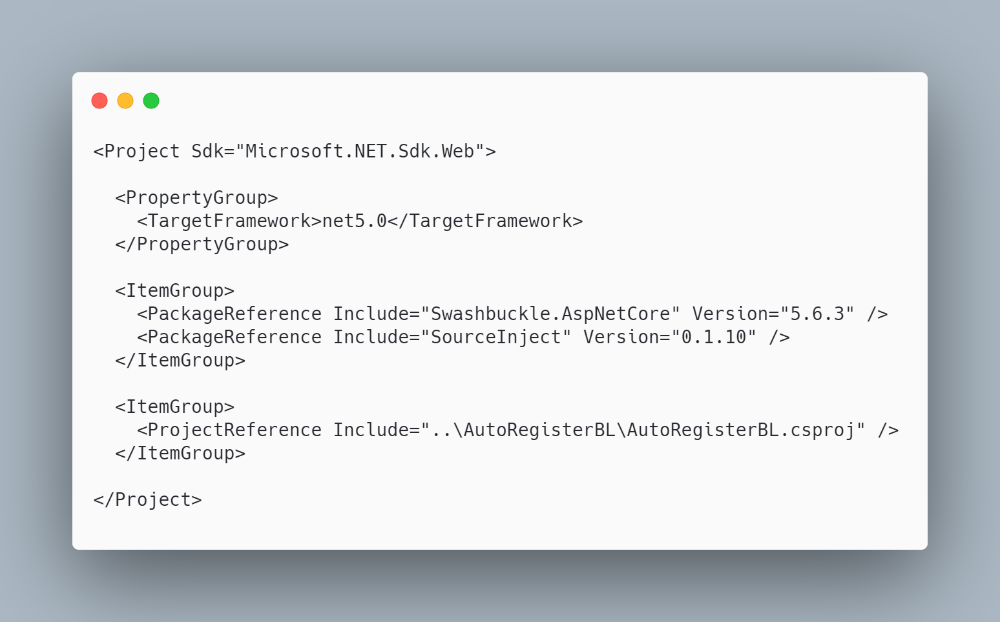 <Project Sdk="Microsoft.NET.Sdk.Web">
<PropertyGroup>
<TargetFramework>net5.0</TargetFramework>
</PropertyGroup>
<ItemGroup>
<PackageReference Include="Swashbuckle.AspNetCore" Version="5.6.3" />
<PackageReference Include="SourceInject" Version="0.1.10" />
</ItemGroup>
<ItemGroup>
<ProjectReference Include="..\AutoRegisterBL\AutoRegisterBL.csproj" />
</ItemGroup>
</Project>